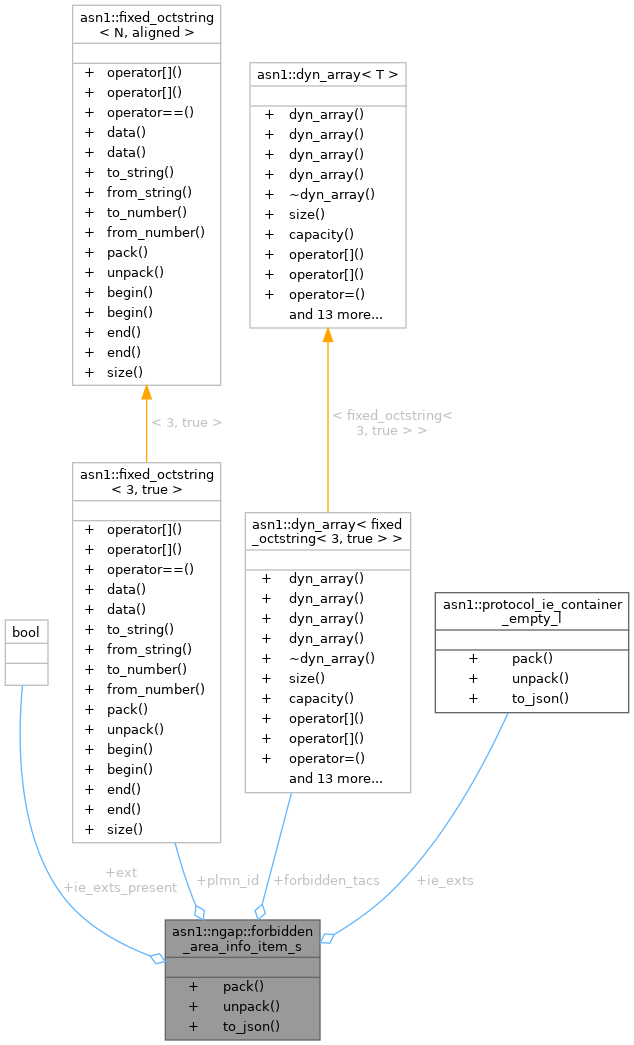 asn1::fixed_octstring
< N, aligned >
+ operator[]()
+ operator[]()
+ operator==()
+ data()
+ data()
+ to_string()
+ from_string()
+ to_number()
+ from_number()
+ pack()
+ unpack()
+ begin()
+ begin()
+ end()
+ end()
+ size()
asn1::dyn_array< T >
+ dyn_array()
+ dyn_array()
+ dyn_array()
+ dyn_array()
+ ~dyn_array()
+ size()
+ capacity()
+ operator[]()
+ operator[]()
+ operator=()
and 13 more...
< 3, true >
< fixed_octstring<
3, true > >
asn1::fixed_octstring
< 3, true >
+ operator[]()
+ operator[]()
+ operator==()
+ data()
+ data()
+ to_string()
+ from_string()
+ to_number()
+ from_number()
+ pack()
+ unpack()
+ begin()
+ begin()
+ end()
+ end()
+ size()
asn1::dyn_array< fixed
_octstring< 3, true > >
+ dyn_array()
+ dyn_array()
+ dyn_array()
+ dyn_array()
+ ~dyn_array()
+ size()
+ capacity()
+ operator[]()
+ operator[]()
+ operator=()
and 13 more...
asn1::protocol_ie_container
_empty_l
+ pack()
+ unpack()
+ to_json()
bool
+ext
+ie_exts_present
+plmn_id
+forbidden_tacs
+ie_exts
asn1::ngap::forbidden
_area_info_item_s
+ pack()
+ unpack()
+ to_json()